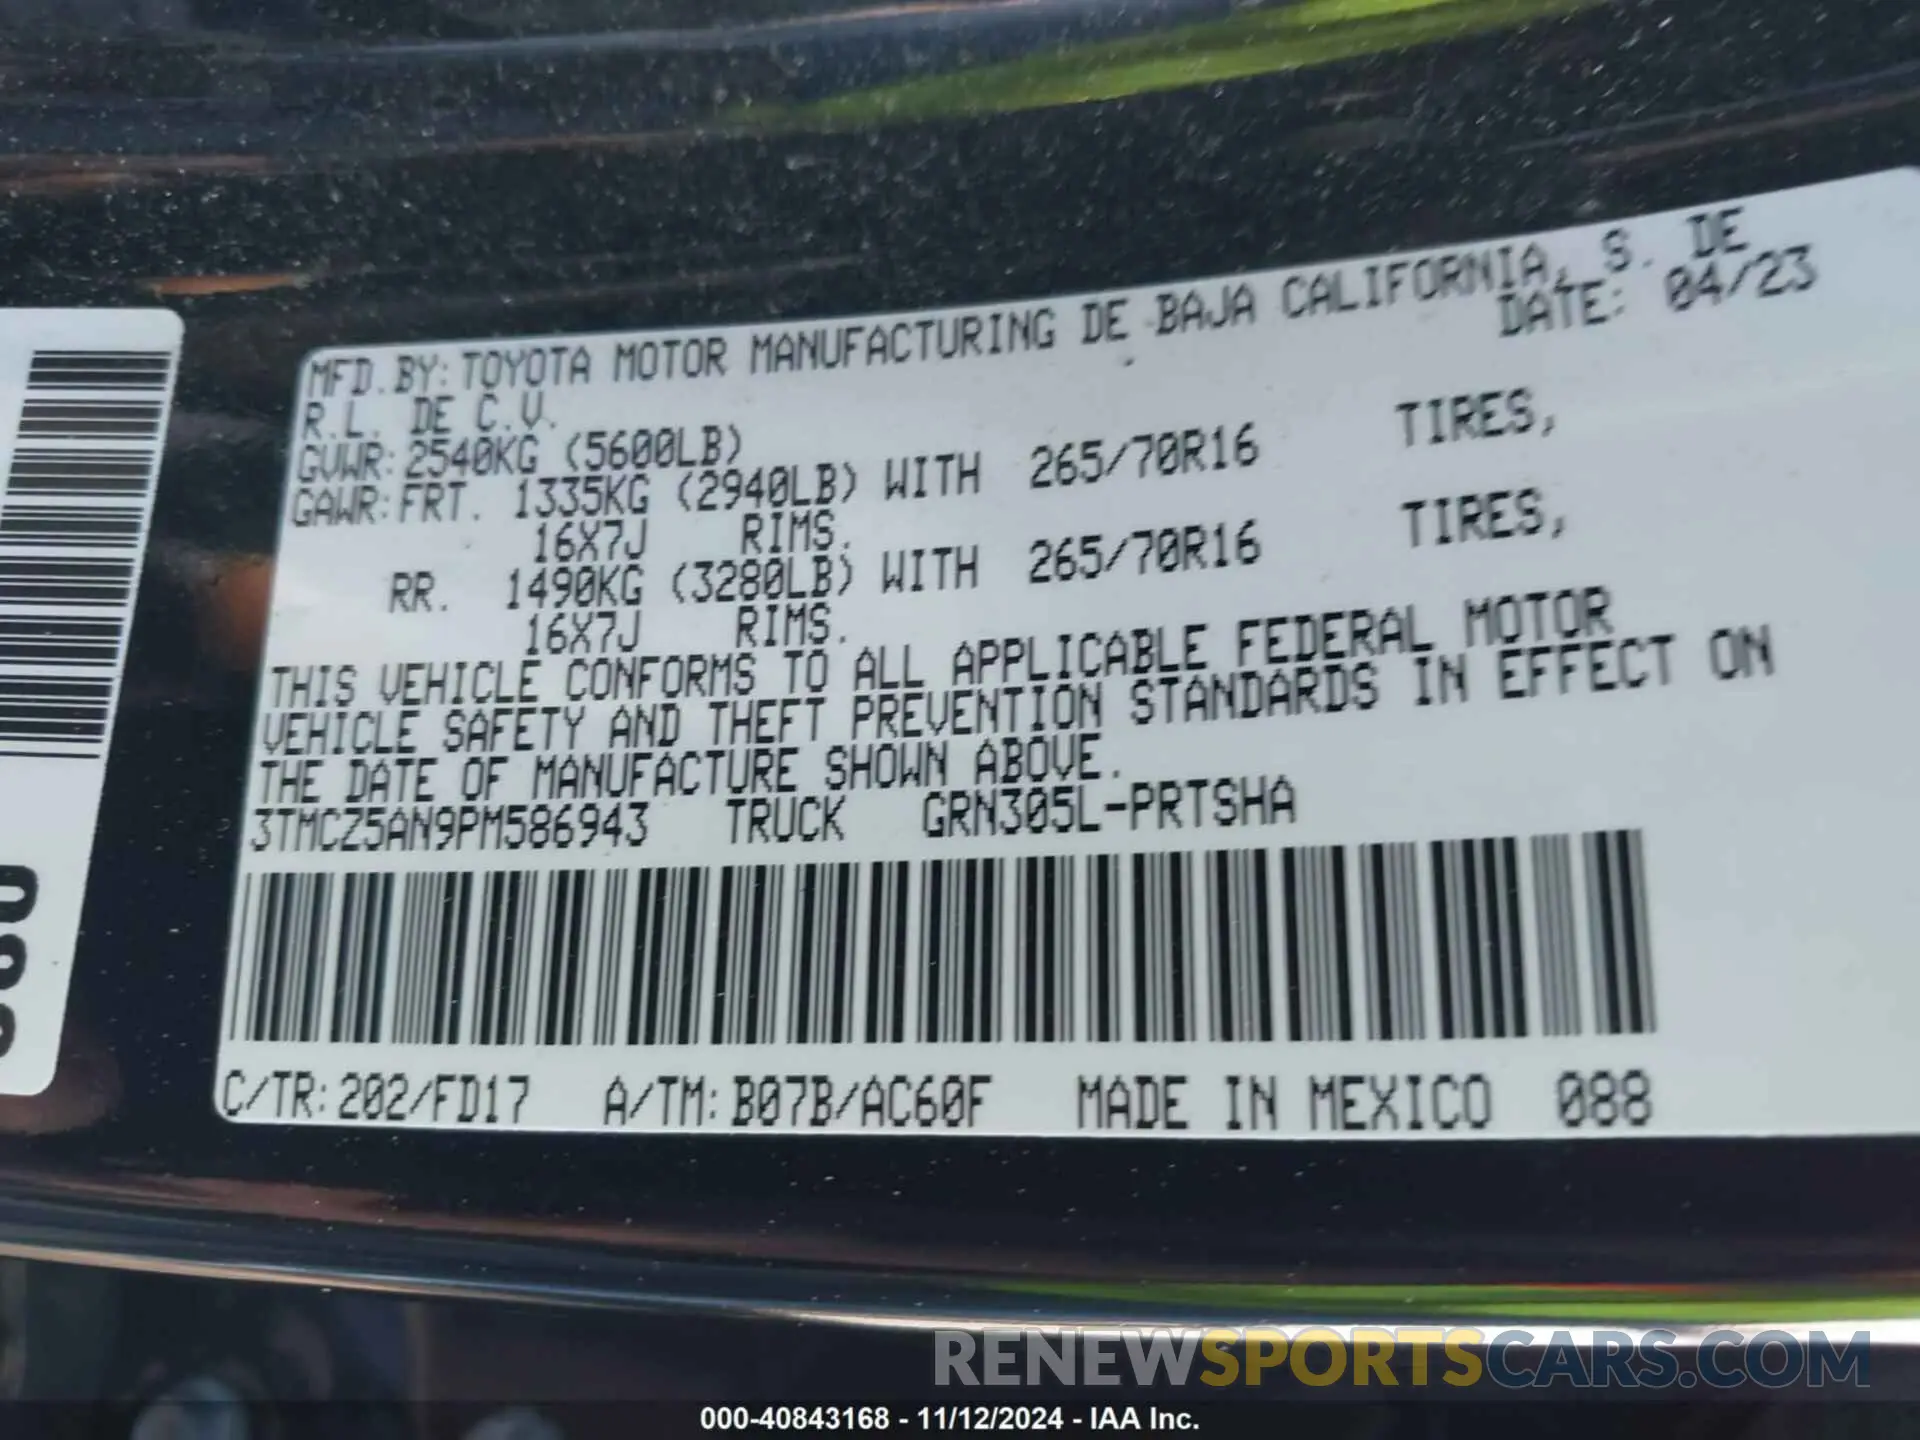 MFD. BY: TOYOTA MOTOR MANUFACTURING DE BAJA CALIFORNIA, S. DE
R.L. DE C.V. DATE: 04/23
GVWR: 2540KG (5600LB)
GAWR: FRT. 1335KG (2940LB) WITH 265/70R16 TIRES,
16X7J RIMS.
RR. 1490KG (3280LB) WITH 265/70R16 TIRES,
16X7J RIMS.
THIS VEHICLE CONFORMS TO ALL APPLICABLE FEDERAL MOTOR
VEHICLE SAFETY AND THEFT PREVENTION STANDARDS IN EFFECT ON
THE DATE OF MANUFACTURE SHOWN ABOVE.
3TMCZ5AN9PM586943 TRUCK GRN305L-PRTSHA
C/TR: 202/FD17 A/TM: B07B/AC60F MADE IN MEXICO 088
RENEWSPORTSCARS.COM
000-40843168 - 11/12/2024 - IAA Inc.